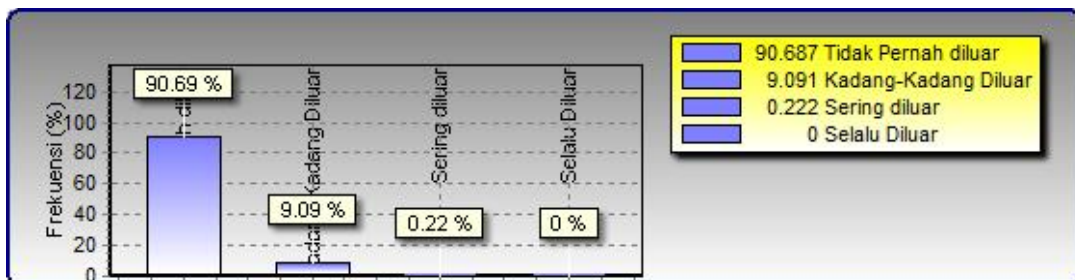 Frekuensi (%)
120
100
80
60
40
20
0
90.69 %
9.09 %
0.22 %
0 %
Kadang Diluar
Sering diluar
Selalu Diluar
90.687 Tidak Pernah diluar
9.091 Kadang-Kadang Diluar
0.222 Sering diluar
0 Selalu Diluar